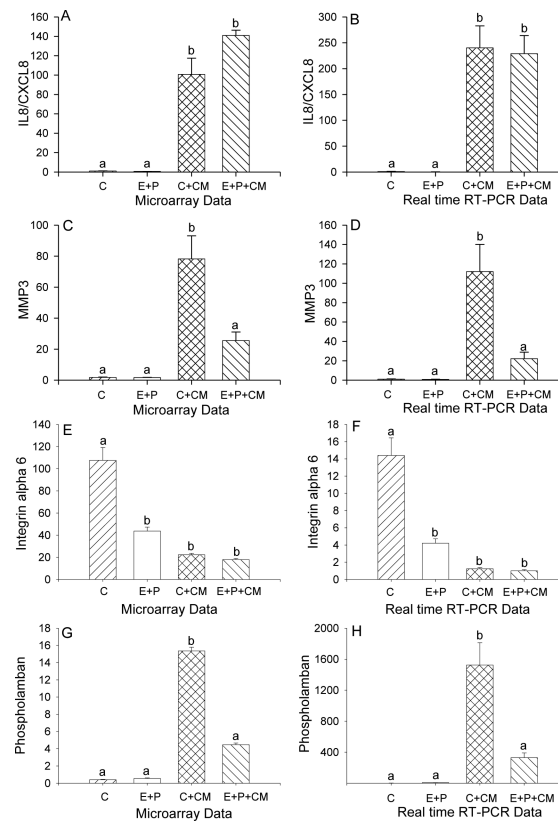 A
IL8/CXCL8
160
140
120
100
80
60
40
20
0
a
a
b
b
C E+P C+CM E+P+CM
Microarray Data
B
IL8/CXCL8
300
250
200
150
100
50
0
a
a
b
b
C E+P C+CM E+P+CM
Real time RT-PCR Data
C
MMP3
100
80
60
40
20
0
a
a
b
a
C E+P C+CM E+P+CM
Microarray Data
D
MMP3
160
140
120
100
80
60
40
20
0
a
a
b
a
C E+P C+CM E+P+CM
Real time RT-PCR Data
E
Integrin alpha 6
140
120
100
80
60
40
20
0
a
b
b
b
C E+P C+CM E+P+CM
Microarray Data
F
Integrin alpha 6
18
16
14
12
10
8
6
4
2
0
a
b
b
b
C E+P C+CM E+P+CM
Real time RT-PCR Data
G
Phospholamban
18
16
14
12
10
8
6
4
2
0
a
a
b
a
C E+P C+CM E+P+CM
Microarray Data
H
Phospholamban
2000
1600
1200
800
400
a
a
b
a
C E+P C+CM E+P+CM
Real time RT-PCR Data